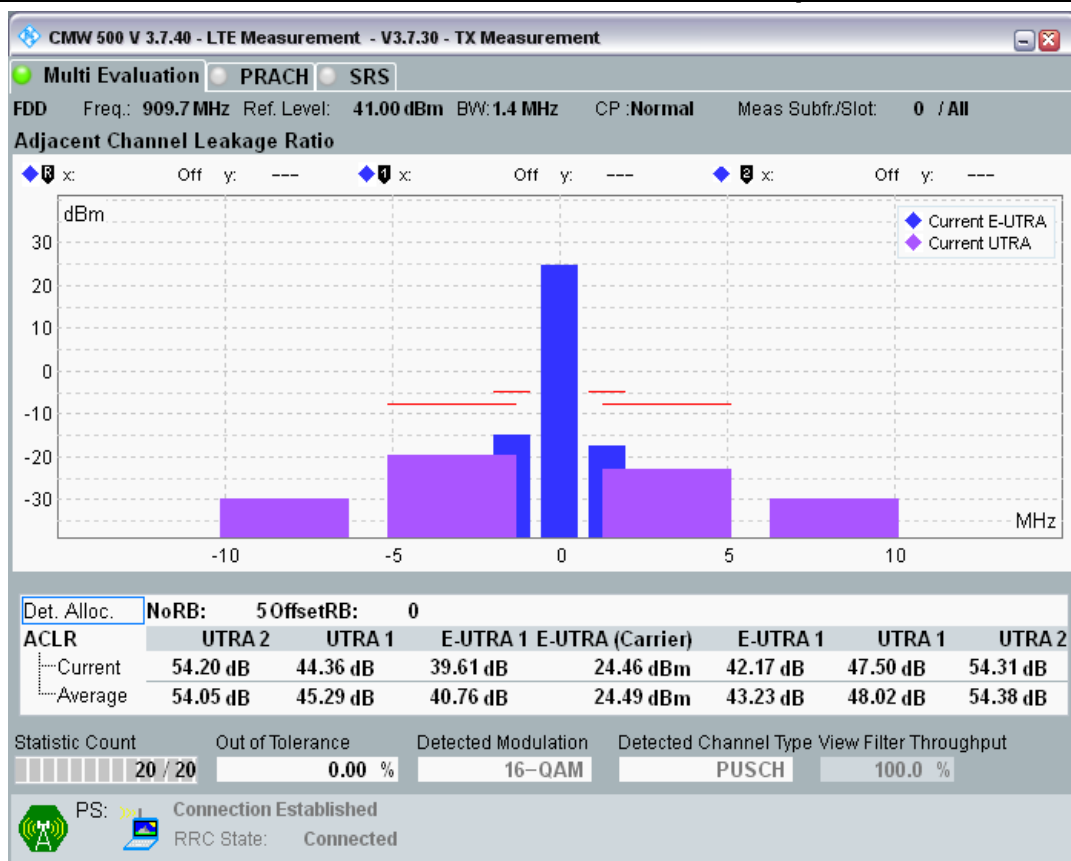 CMW 500 V 3.7.40 - LTE Measurement - V3.7.30 - TX Measurement
Multi Evaluation PRACH SRS
FDD Freq.: 909.7 MHz Ref. Level: 41.00 dBm BW: 1.4 MHz CP :Normal Meas Subfr./Slot: 0 / All
Adjacent Channel Leakage Ratio
R x: Off y: --- 1 x: Off y: --- 2 x: Off y: ---
dBm
Current E-UTRA
Current UTRA
30
20
10
0
-10
-20
-30
MHz
-10 -5 0 5 10
Det. Alloc. NoRB: 5 OffsetRB: 0
ACLR UTRA 2 UTRA 1 E-UTRA 1 E-UTRA (Carrier) E-UTRA 1 UTRA 1 UTRA 2
Current 54.20 dB 44.36 dB 39.61 dB 24.46 dBm 42.17 dB 47.50 dB 54.31 dB
Average 54.05 dB 45.29 dB 40.76 dB 24.49 dBm 43.23 dB 48.02 dB 54.38 dB
Statistic Count Out of Tolerance Detected Modulation Detected Channel Type View Filter Throughput
20 / 20 0.00 % 16-QAM PUSCH 100.0 %
PS: Connection Established
RRC State: Connected